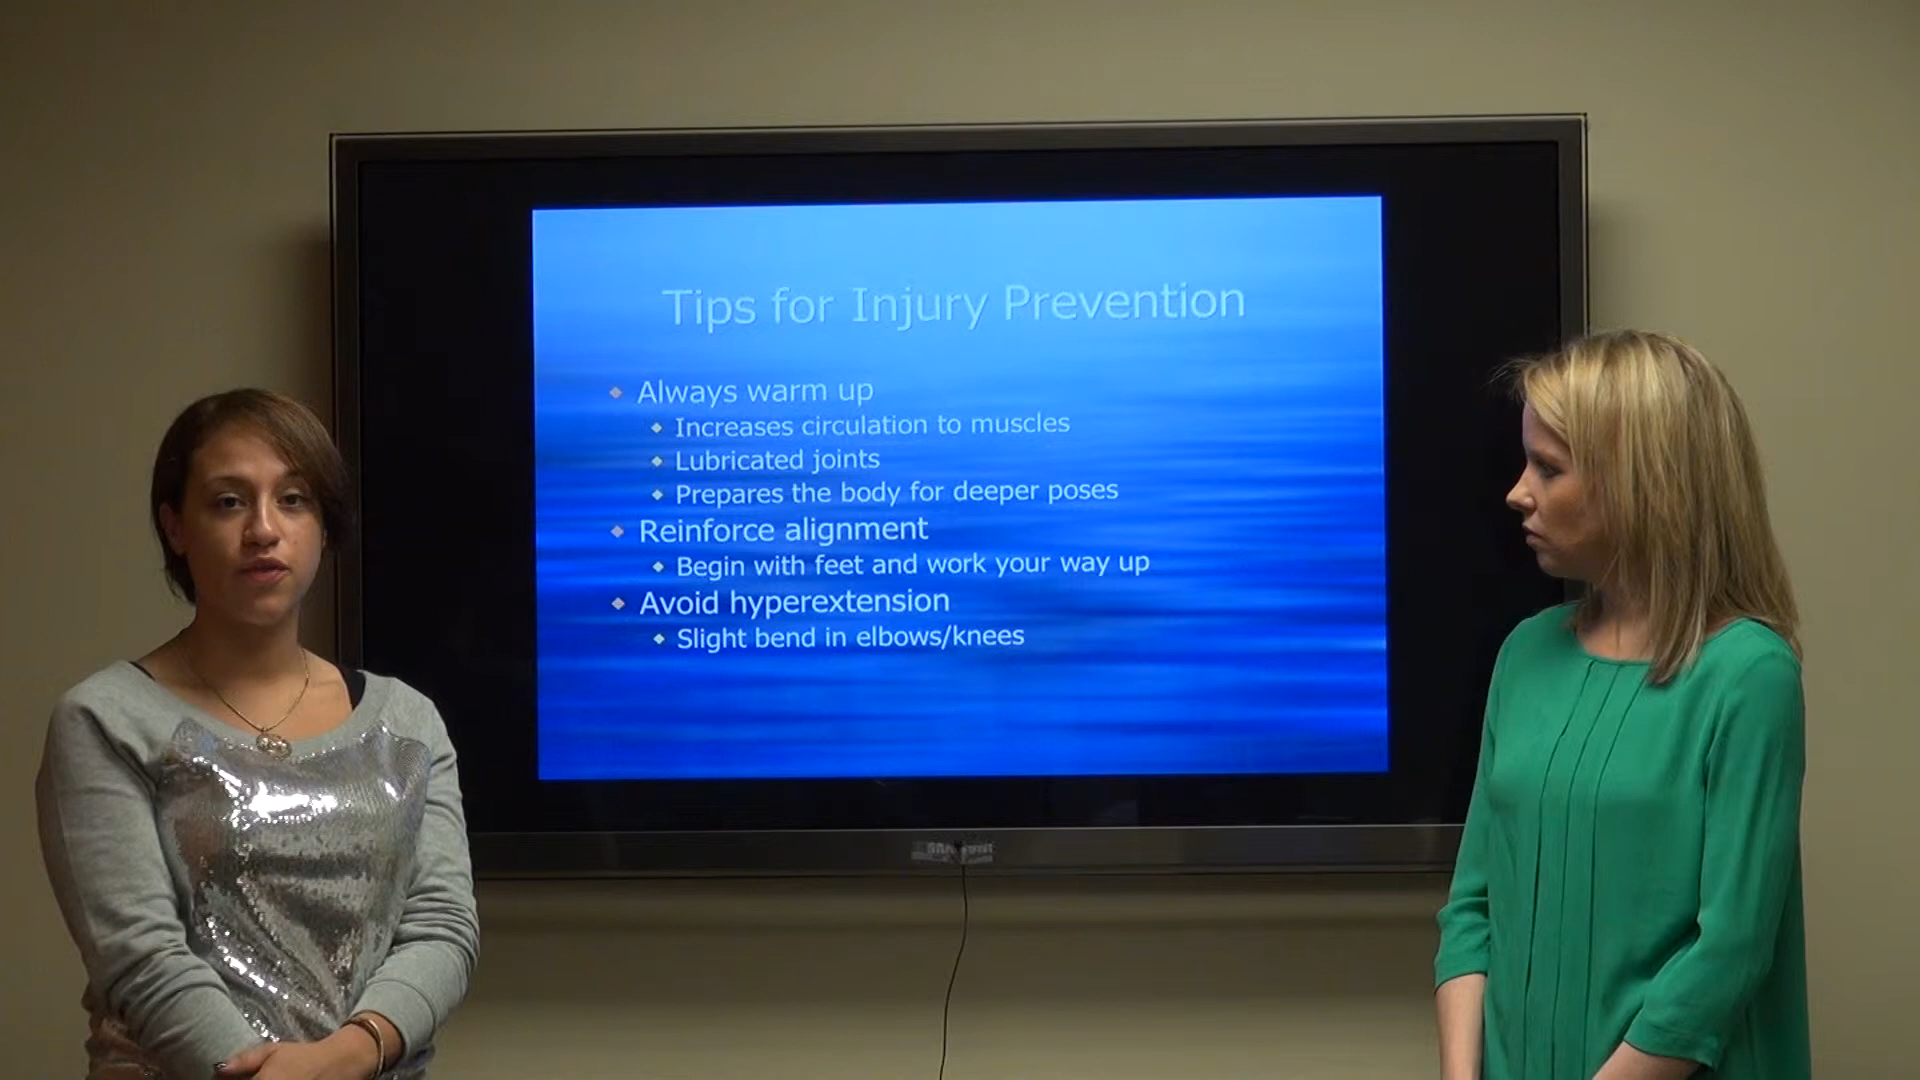 Tips for Injury Prevention
Always warm up
Increases circulation to muscles
Lubricated joints
Prepares the body for deeper poses
Reinforce alignment
Begin with feet and work your way up
Avoid hyperextension
Slight bend in elbows/knees